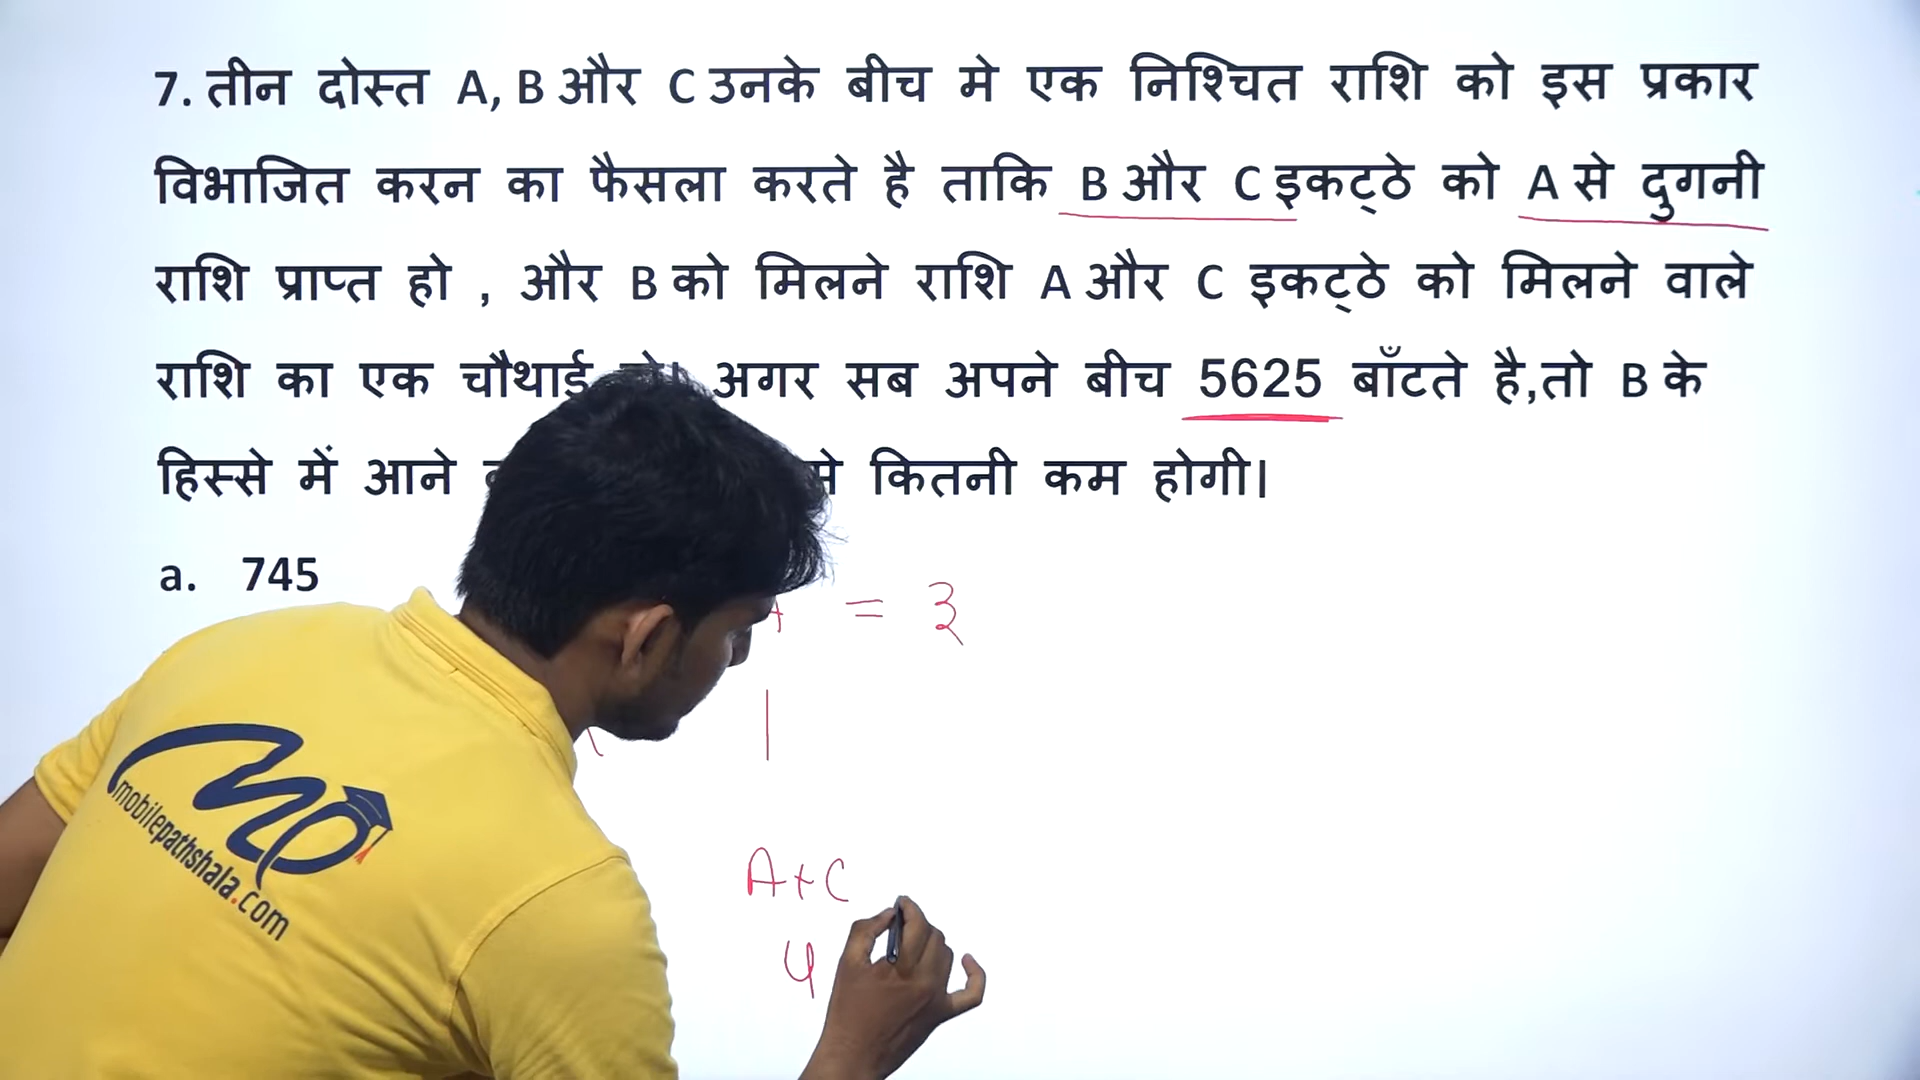 7. तीन दोस्त A, B और C उनके बीच मे एक निश्चित राशि को इस प्रकार
विभाजित करन का फैसला करते है ताकि B और C इकट्ठे को A से दुगनी
राशि प्राप्त हो , और B को मिलने राशि A और C इकट्ठे को मिलने वाले
राशि का एक चौथाई अगर सब अपने बीच 5625 बाँटते है,तो B के
हिस्से में आने से कितनी कम होगी।
a. 745
= 3
1
A+C
4
mobilepathshala.com